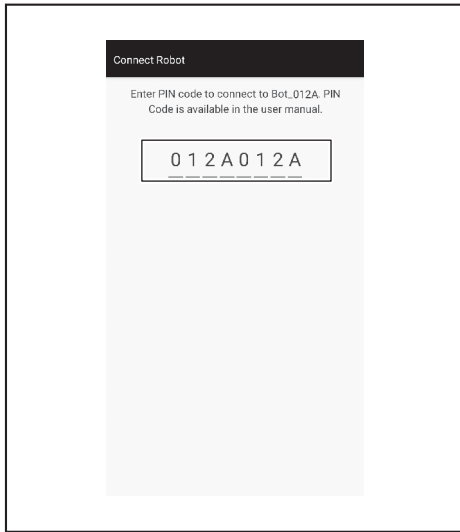 Connect Robot
Enter PIN code to connect to Bot_012A. PIN
Code is available in the user manual.
0 1 2 A 0 1 2 A